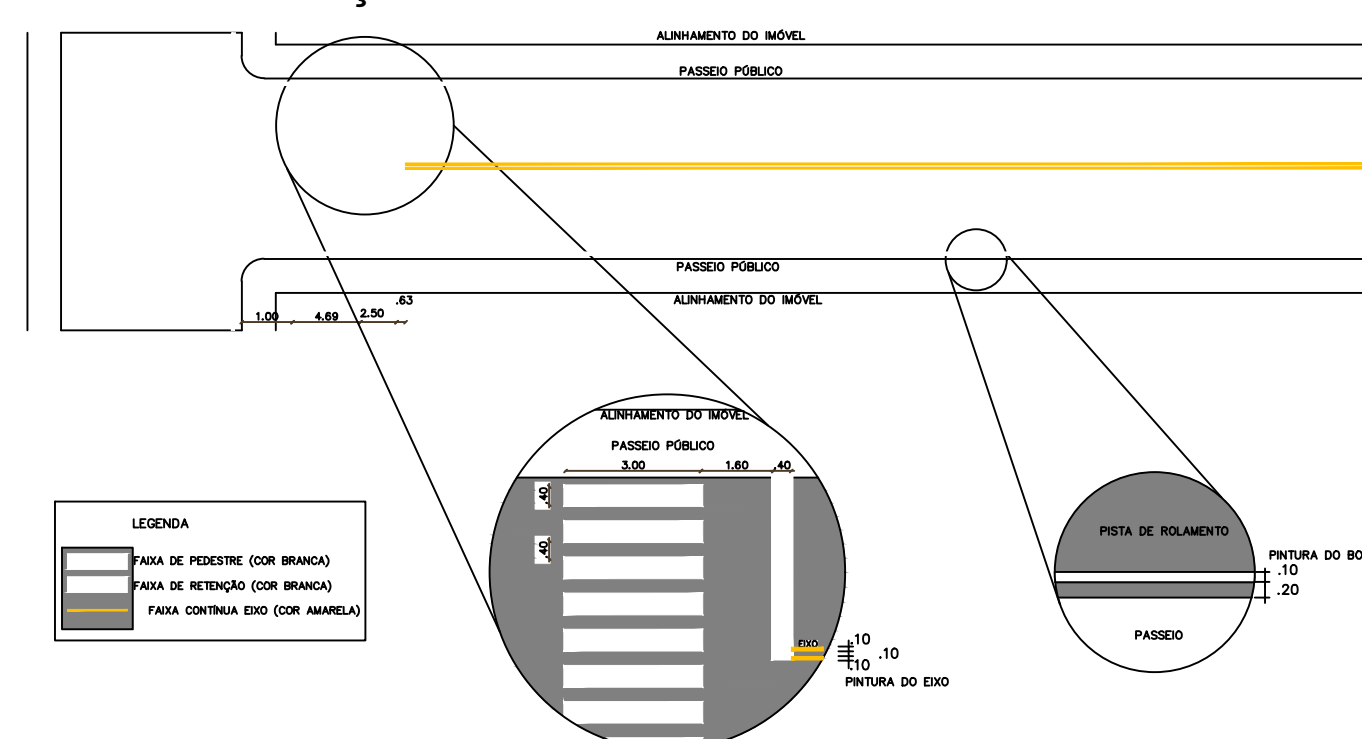 ALINHAMENTO DO IMÓVEL
PASSEIO PÚBLICO
PASSEIO PÚBLICO
ALINHAMENTO DO IMÓVEL
.63
1.00
4.69
2.50
ALINHAMENTO DO IMÓVEL
PASSEIO PÚBLICO
3.00
1.60
.40
.40
.40
EIXO
.10
.10
.10
PINTURA DO EIXO
LEGENDA
FAIXA DE PEDESTRE (COR BRANCA)
FAIXA DE RETENÇÃO (COR BRANCA)
FAIXA CONTÍNUA EIXO (COR AMARELA)
PISTA DE ROLAMENTO
PINTURA DO BO
.10
.20
PASSEIO